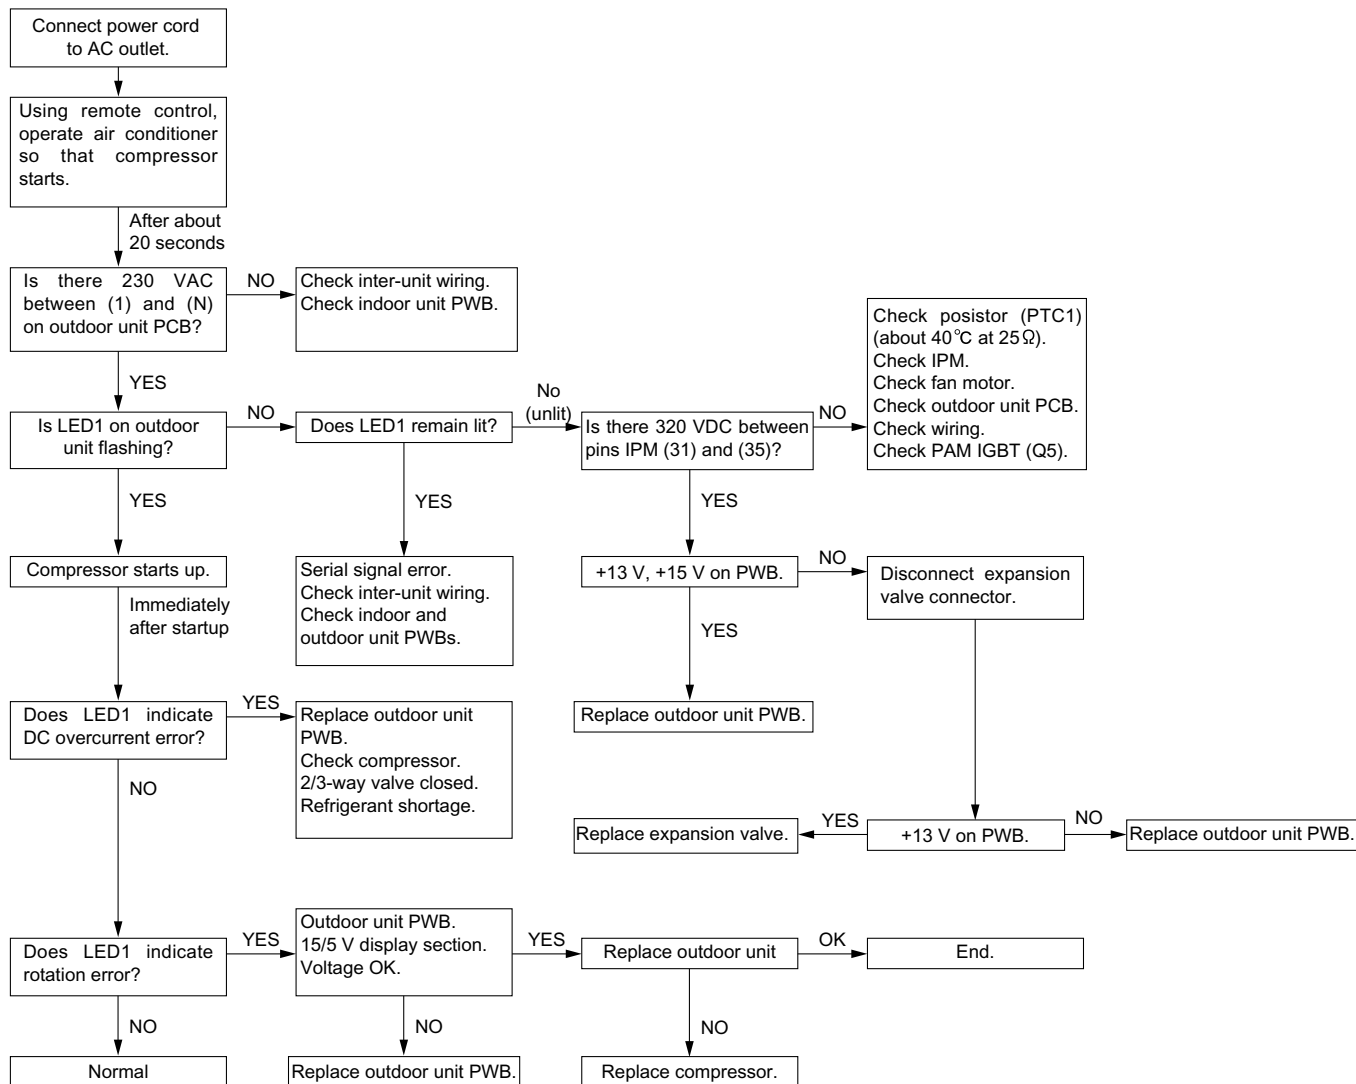 Connect power cord
to AC outlet.
Using remote control,
operate air conditioner
so that compressor
starts.
After about
20 seconds
Is there 230 VAC
between (1) and (N)
on outdoor unit PCB?
NO
Check inter-unit wiring.
Check indoor unit PWB.
YES
Is LED1 on outdoor
unit flashing?
NO
Does LED1 remain lit?
No
(unlit)
Is there 320 VDC between
pins IPM (31) and (35)?
NO
Check posistor (PTC1)
(about 40℃ at 25Ω).
Check IPM.
Check fan motor.
Check outdoor unit PCB.
Check wiring.
Check PAM IGBT (Q5).
YES
YES
YES
Compressor starts up.
Serial signal error.
Check inter-unit wiring.
Check indoor and
outdoor unit PWBs.
+13 V, +15 V on PWB.
NO
Disconnect expansion
valve connector.
Immediately
after startup
YES
Does LED1 indicate
DC overcurrent error?
YES
Replace outdoor unit
PWB.
Check compressor.
2/3-way valve closed.
Refrigerant shortage.
Replace outdoor unit PWB.
NO
Replace expansion valve.
YES
+13 V on PWB.
NO
Replace outdoor unit PWB.
Does LED1 indicate
rotation error?
YES
Outdoor unit PWB.
15/5 V display section.
Voltage OK.
YES
Replace outdoor unit
OK
End.
NO
NO
NO
Normal
Replace outdoor unit PWB.
Replace compressor.